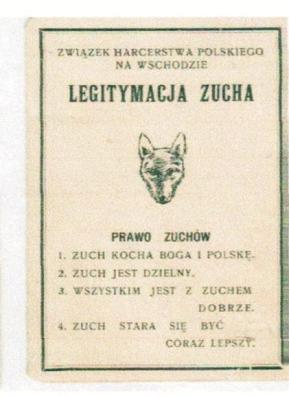 ZWIĄZEK HARCERSTWA POLSKIEGO
NA WSCHODZIE
LEGITYMACJA ZUCHA
PRAWO ZUCHÓW
1. ZUCH KOCHA BOGA I POLSKĘ.
2. ZUCH JEST DZIELNY.
3. WSZYSTKIM JEST Z ZUCHEM
DOBRZE.
4. ZUCH STARA SIĘ BYĆ
CORAZ LEPSZY.